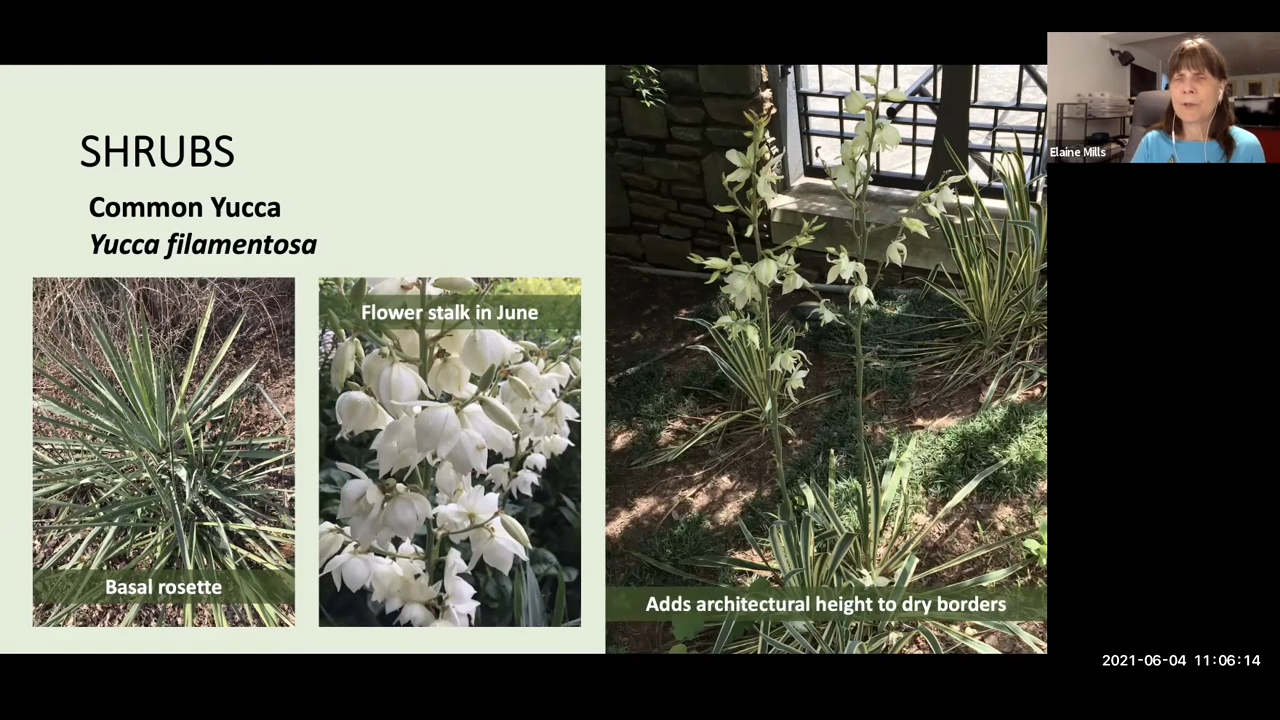 SHRUBS
Common Yucca
Yucca filamentosa
Flower stalk in June
Basal rosette
Adds architectural height to dry borders
Elaine Mills
2021-06-04 11:06:14